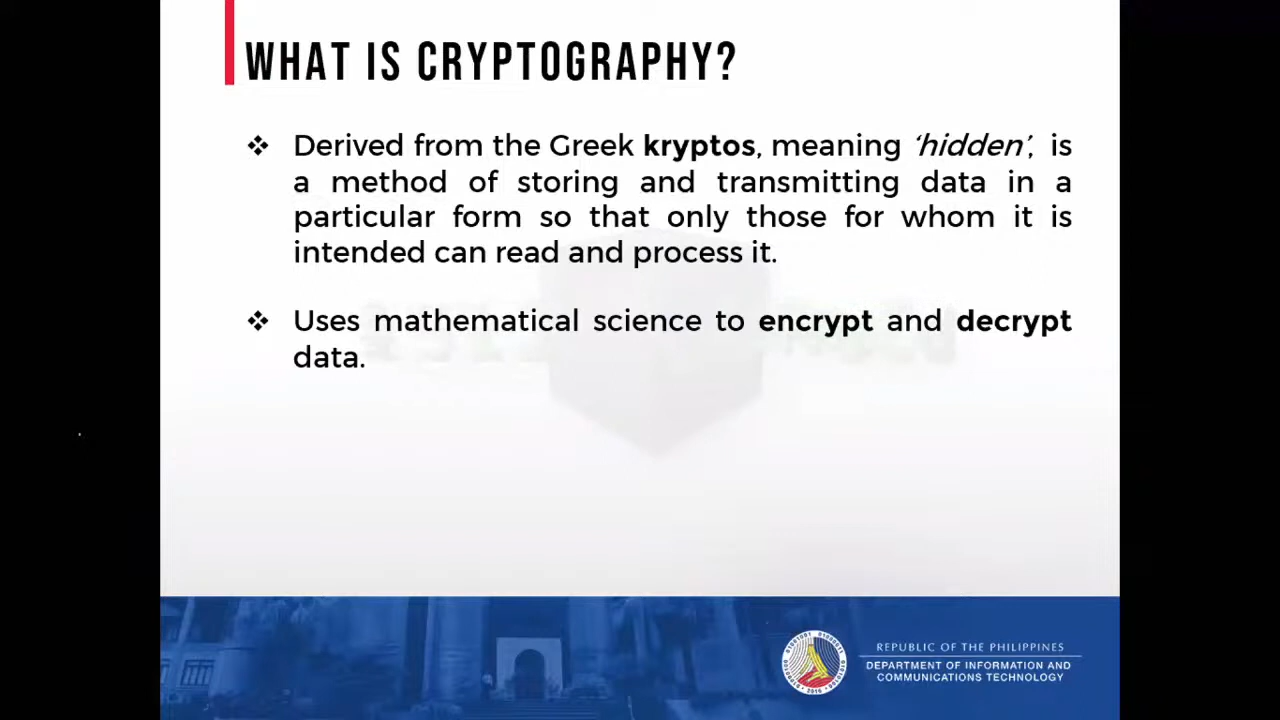 WHAT IS CRYPTOGRAPHY?
❖ Derived from the Greek kryptos, meaning ‘hidden’, is
a method of storing and transmitting data in a
particular form so that only those for whom it is
intended can read and process it.
❖ Uses mathematical science to encrypt and decrypt
data.
REPUBLIC OF THE PHILIPPINES
DEPARTMENT OF INFORMATION AND
COMMUNICATIONS TECHNOLOGY
2016